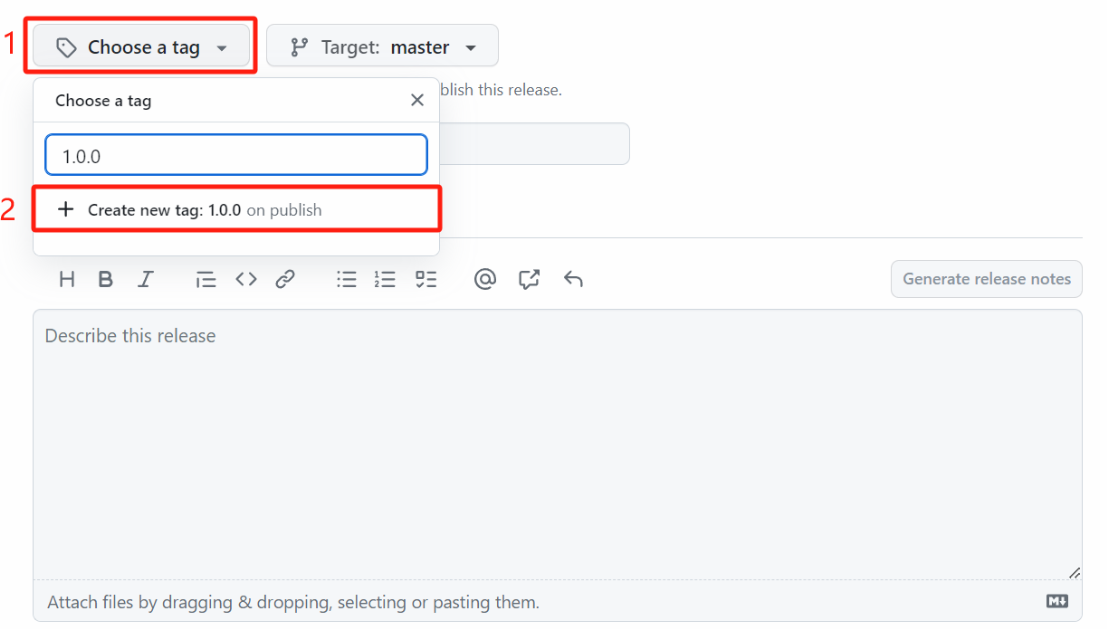 1 Choose a tag Target: master
Choose a tag blish this release.
1.0.0
2 Create new tag: 1.0.0 on publish
H B I @ Generate release notes
Describe this release
Attach files by dragging & dropping, selecting or pasting them.